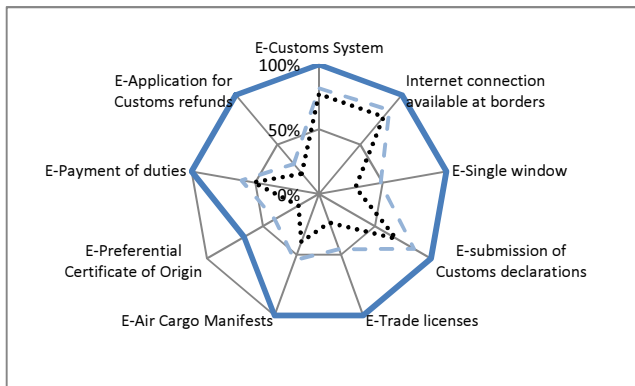 E-Customs System
100%
E-Application for
Customs refunds
Internet connection
available at borders
50%
E-Payment of duties
E-Single window
0%
E-Preferential
Certificate of Origin
E-submission of
Customs declarations
E-Air Cargo Manifests
E-Trade licenses